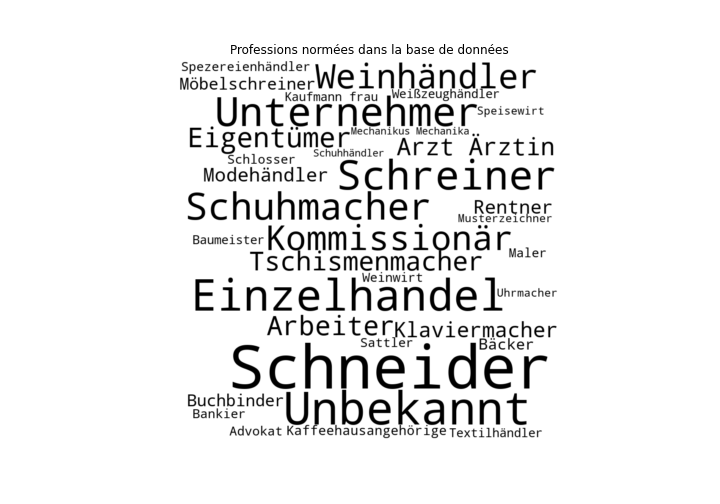 Professions normées dans la base de données
Spezereienhändler
Weinhändler
Möbelschreiner
Kaufmann frau
Weißzeughändler
Unternehmer
Speisewirt
Eigentümer
Mechanikus Mechanika
Arzt Ärztin
Schuhhändler
Schlosser
Modehändler
Schreiner
Schuhmacher
Rentner
Musterzeichner
Baumeister
Kommissionär
Maler
Tschismenmacher
Weinwirt
Einzelhandel
Uhrmacher
Arbeiter
Klaviermacher
Sattler
Bäcker
Schneider
Buchbinder
Unbekannt
Bankier
Advokat
Kaffeehausangehörige
Textilhändler